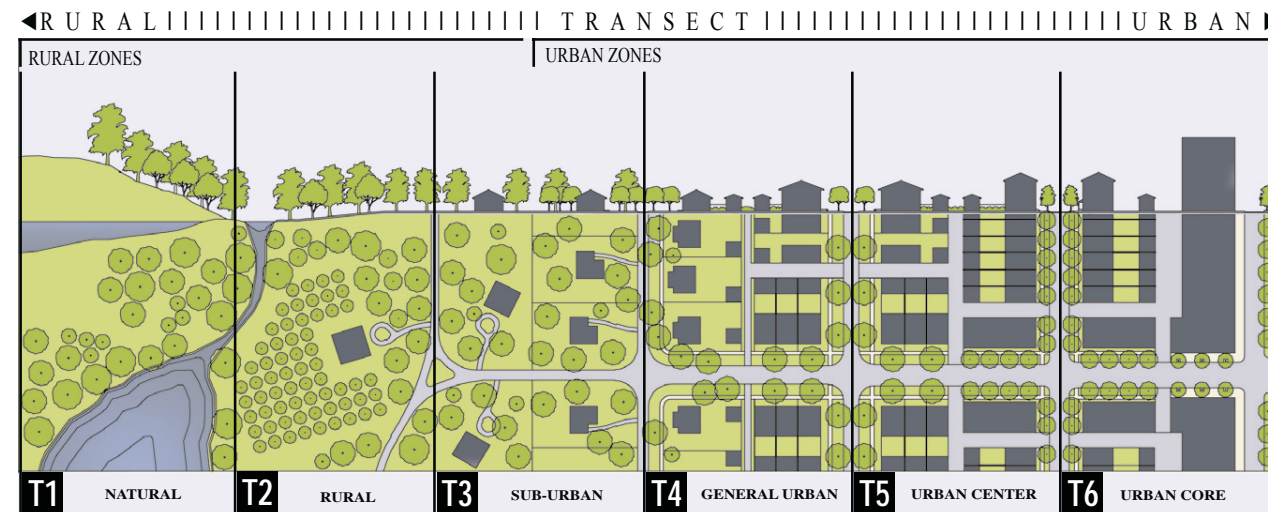 RURAL TRANSECT URBAN
RURAL ZONES URBAN ZONES
T1 NATURAL T2 RURAL T3 SUB-URBAN T4 GENERAL URBAN T5 URBAN CENTER T6 URBAN CORE